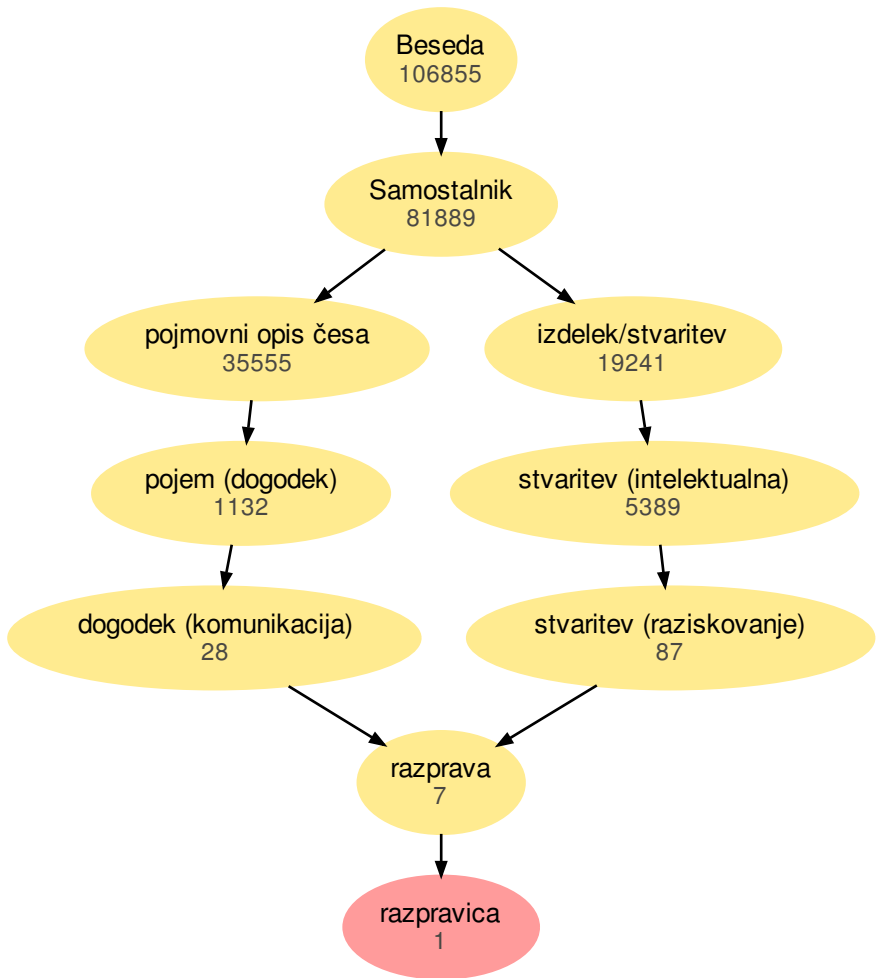 Beseda
106855
Samostalnik
81889
pojmovni opis česa
35555
izdelek/stvaritev
19241
pojem (dogodek)
1132
stvaritev (intelektualna)
5389
dogodek (komunikacija)
28
stvaritev (raziskovanje)
87
razprava
7
razpravica
1